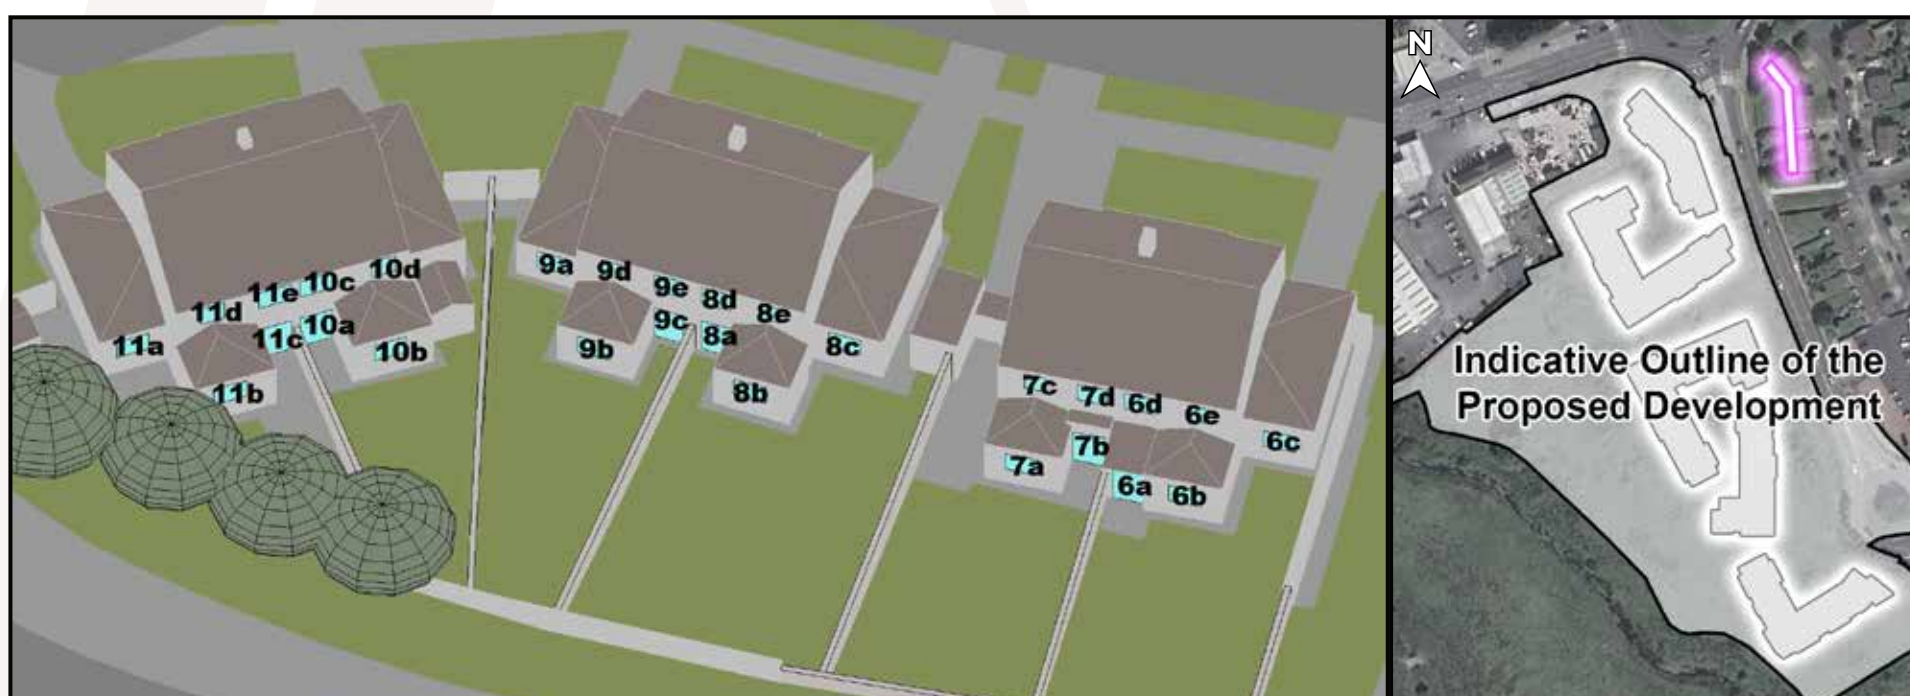 N
9a
9d
9e
8d
8e
9c
8a
9b
8c
8b
10d
10c
11e
11d
10a
11c
11a
10b
11b
7c
7d
6d
6e
6c
7b
7a
6a
6b
Indicative Outline of the
Proposed Development